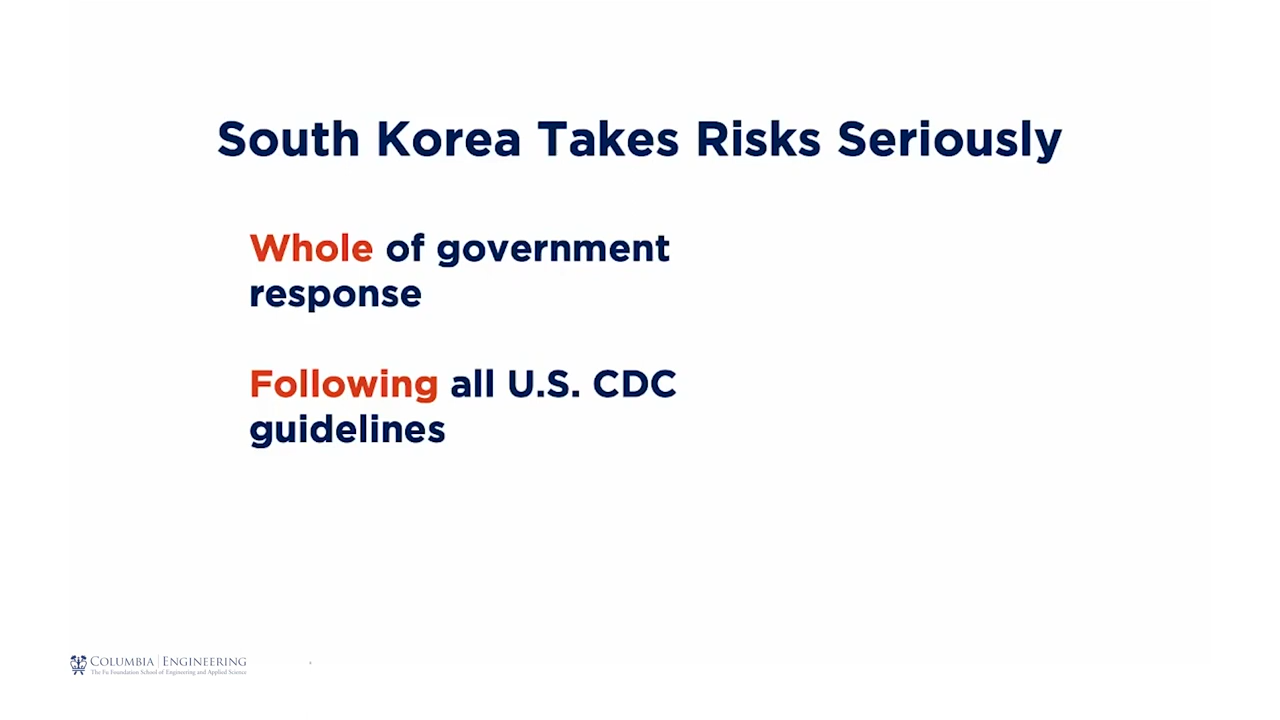 South Korea Takes Risks Seriously
Whole of government
response
Following all U.S. CDC
guidelines
COLUMBIA | ENGINEERING
The Fu Foundation School of Engineering and Applied Science